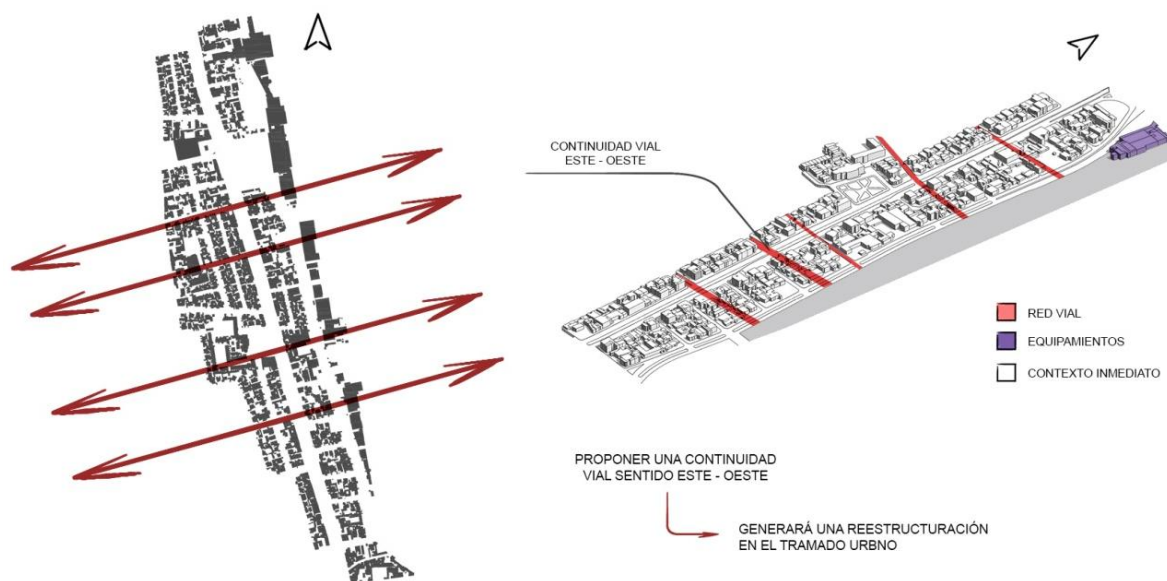 CONTINUIDAD VIAL
ESTE - OESTE
RED VIAL
EQUIPAMIENTOS
CONTEXTO INMEDIATO
PROPONER UNA CONTINUIDAD
VIAL SENTIDO ESTE - OESTE
GENERARÁ UNA REESTRUCTURACIÓN
EN EL TRAMADO URBNO